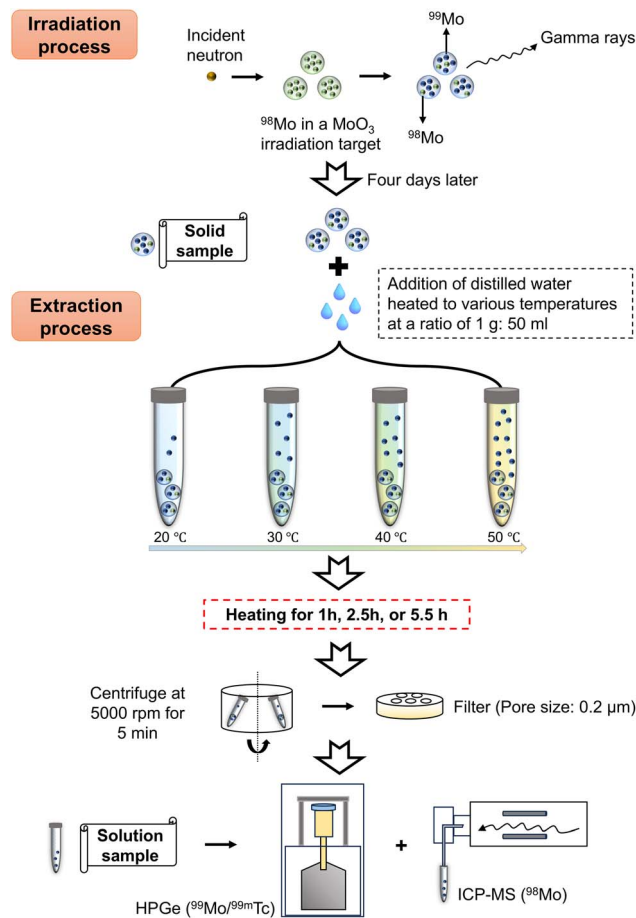 Irradiation
process
Incident
neutron
⁹⁹Mo
Gamma rays
⁹⁸Mo
⁹⁸Mo in a MoO₃
irradiation target
Four days later
Solid
sample
Extraction
process
Addition of distilled water
heated to various temperatures
at a ratio of 1 g: 50 ml
20 ℃
30 ℃
40 ℃
50 ℃
Heating for 1h, 2.5h, or 5.5 h
Centrifuge at
5000 rpm for
5 min
Filter (Pore size: 0.2 μm)
Solution
sample
HPGe (⁹⁹Mo/⁹⁹ᵐTc)
ICP-MS (⁹⁸Mo)